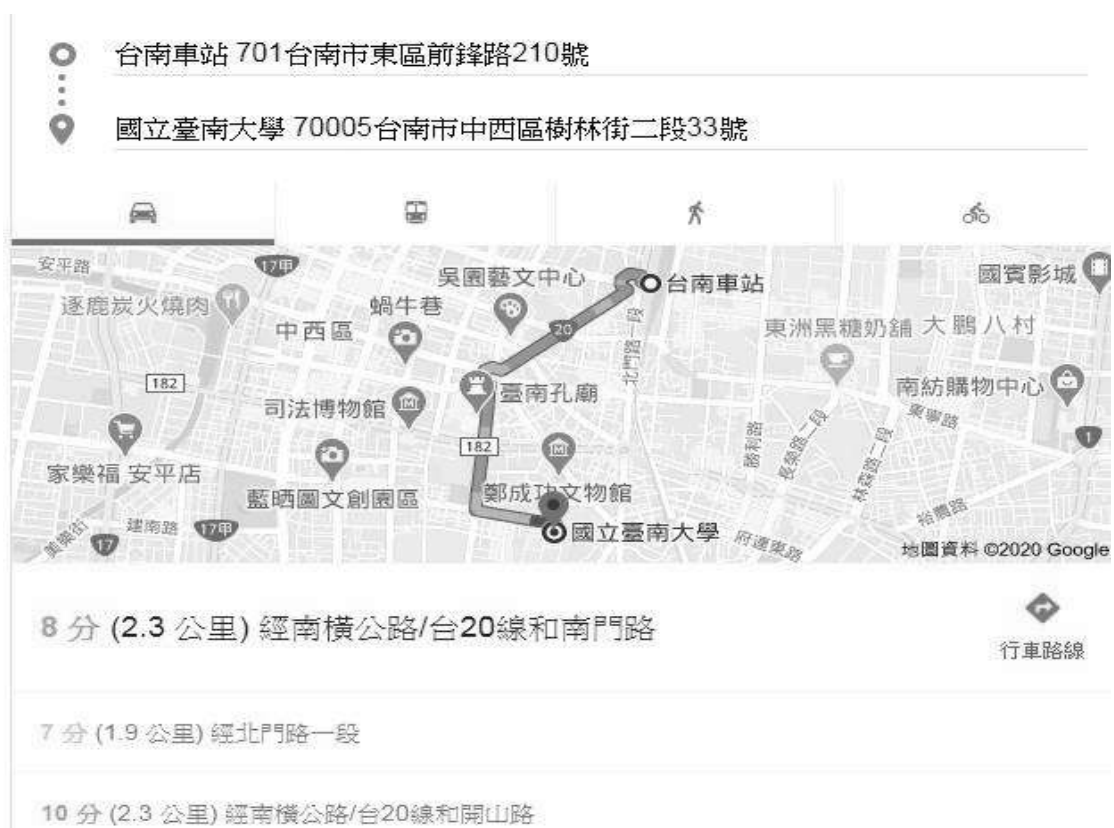 台南車站 701台南市東區前鋒路210號
國立臺南大學 70005台南市中西區樹林街二段33號
安平路
17甲
吳園藝文中心
台南車站
國賓影城
逐鹿炭火燒肉
蝸牛巷
中西區
20
北門路一段
東洲黑糖奶舖
大鵬八村
182
司法博物館
臺南孔廟
南紡購物中心
東寧路
182
勝利路
長榮路二段
林森路二段
1
家樂福 安平店
藍晒圖文創園區
鄭成功文物館
裕農路
美樂街
17
建南路
17甲
國立臺南大學
府連東路
地圖資料 ©2020 Google
8 分 (2.3 公里) 經南橫公路/台20線和南門路
行車路線
7 分 (1.9 公里) 經北門路一段
10 分 (2.3 公里) 經南橫公路/台20線和開山路